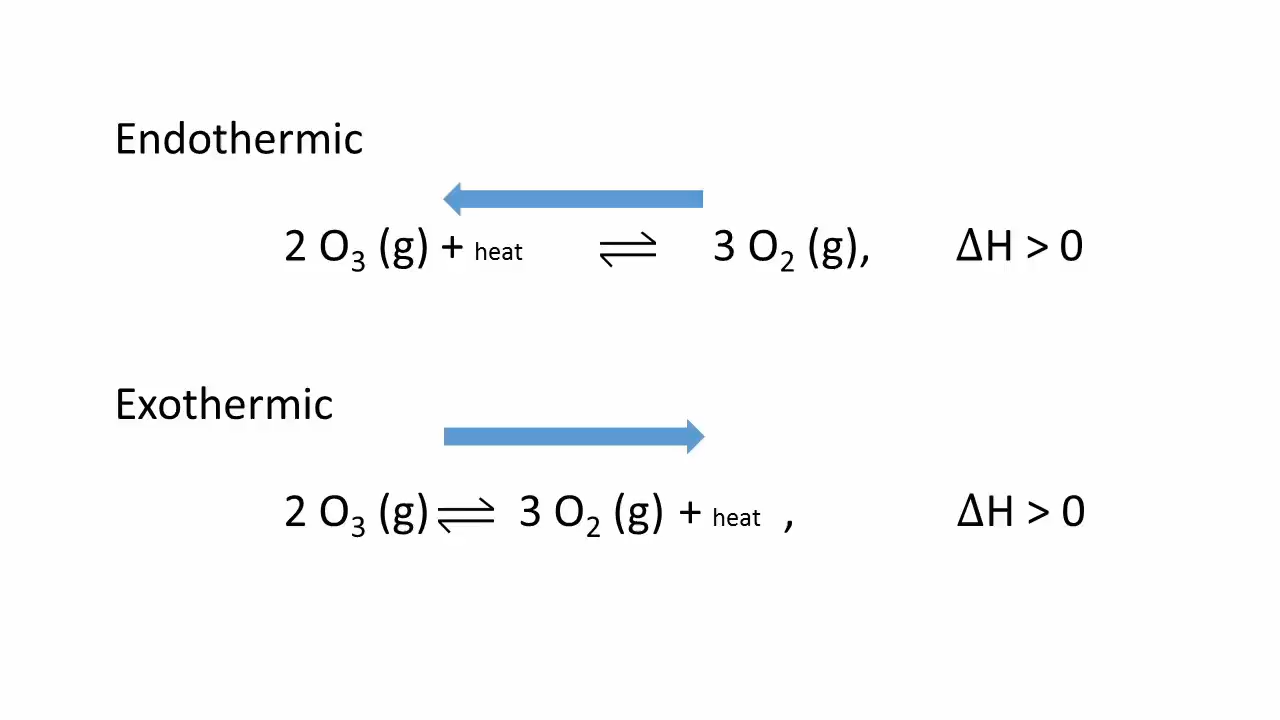 Endothermic
2 O₃ (g) + heat ⇌ 3 O₂ (g), ΔH > 0
Exothermic
2 O₃ (g) ⇌ 3 O₂ (g) + heat , ΔH > 0